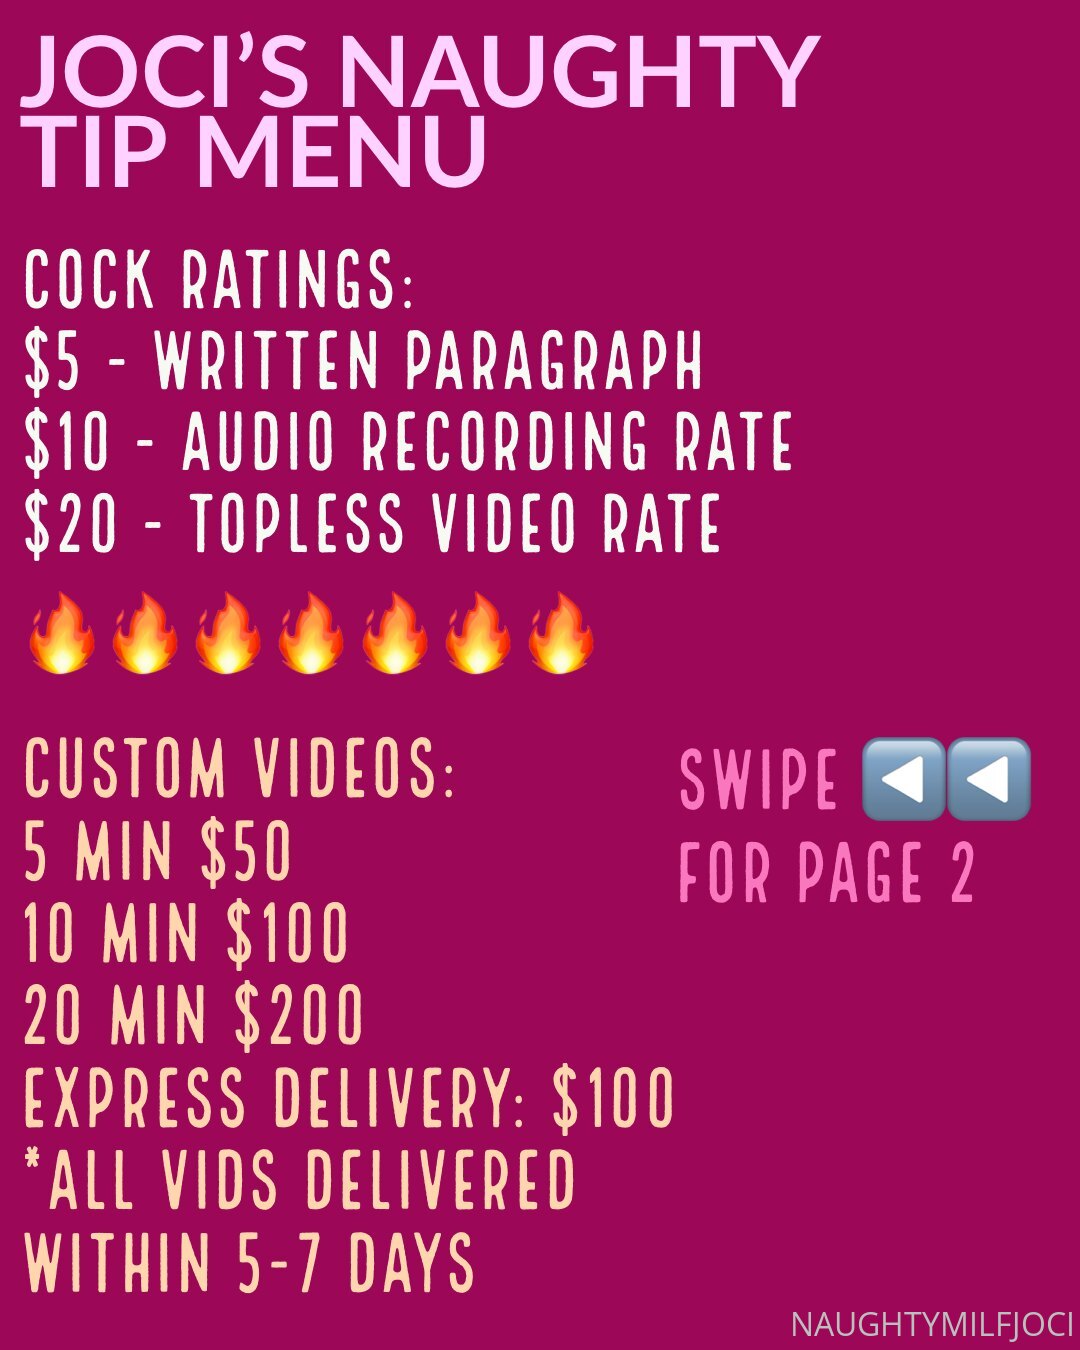 JOCI'S NAUGHTY
TIP MENU
COCK RATINGS:
$5 - WRITTEN PARAGRAPH
$10 - AUDIO RECORDING RATE
$20 - TOPLESS VIDEO RATE
🔥🔥🔥🔥🔥🔥🔥
CUSTOM VIDEOS:
5 MIN $50
10 MIN $100
20 MIN $200
EXPRESS DELIVERY: $100
*ALL VIDS DELIVERED
WITHIN 5-7 DAYS
SWIPE ◀️◀️
FOR PAGE 2
NAUGHTYMILFJOCI